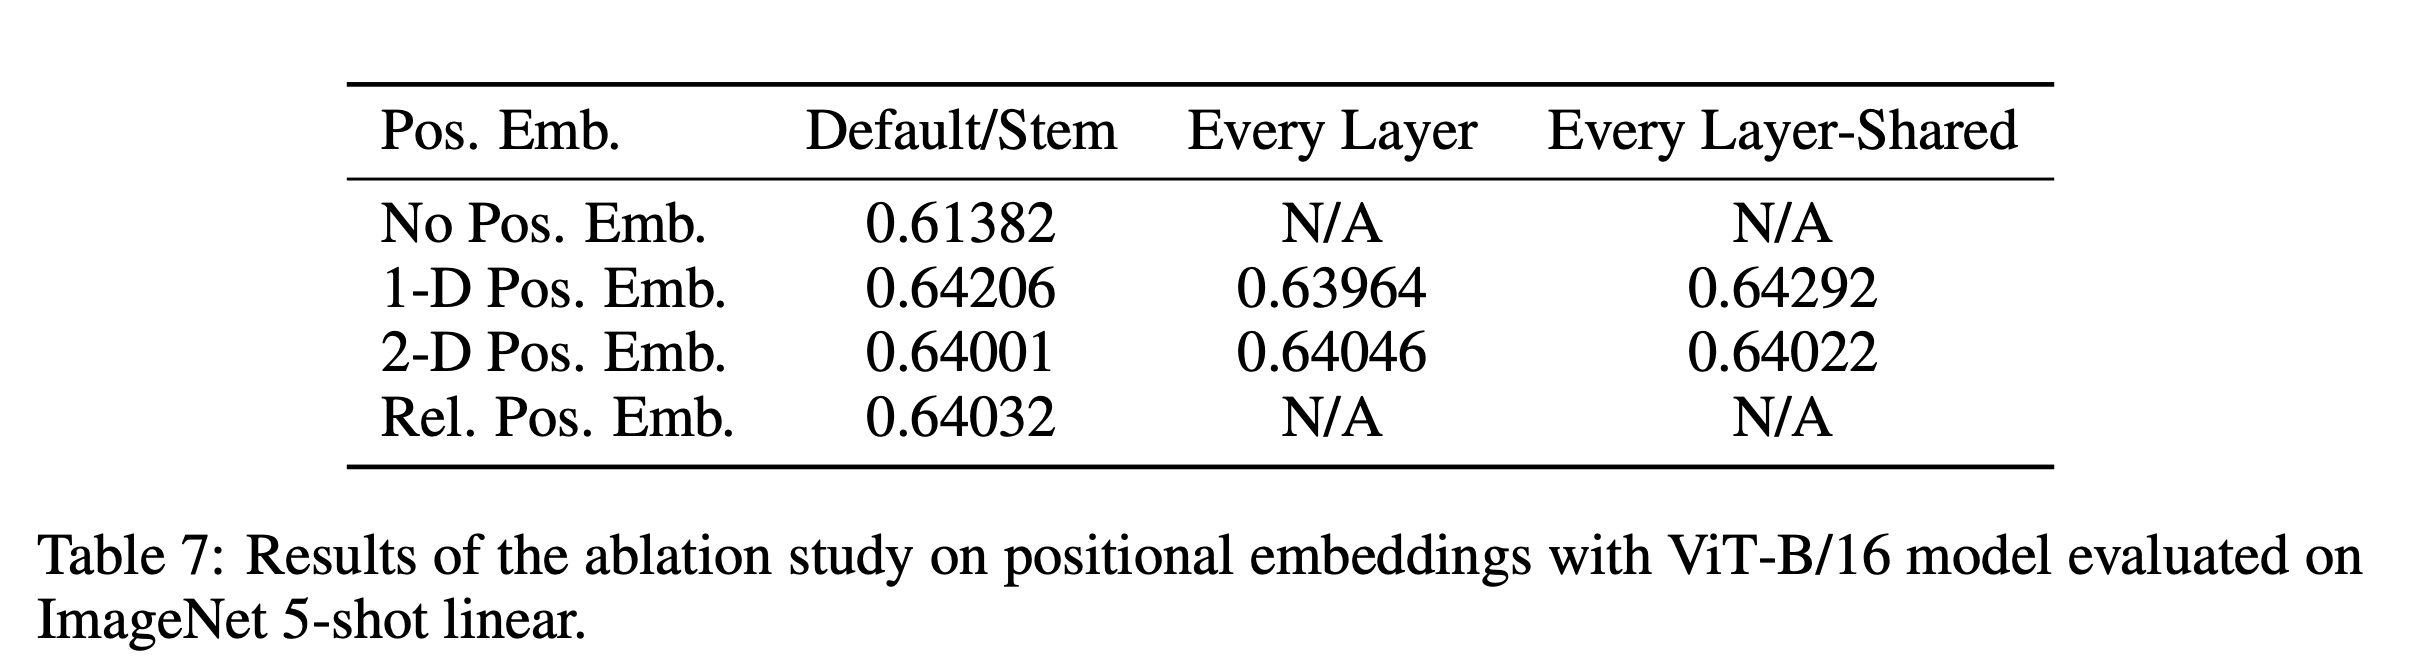 Pos. Emb. Default/Stem Every Layer Every Layer-Shared
No Pos. Emb. 0.61382 N/A N/A
1-D Pos. Emb. 0.64206 0.63964 0.64292
2-D Pos. Emb. 0.64001 0.64046 0.64022
Rel. Pos. Emb. 0.64032 N/A N/A
Table 7: Results of the ablation study on positional embeddings with ViT-B/16 model evaluated on
ImageNet 5-shot linear.